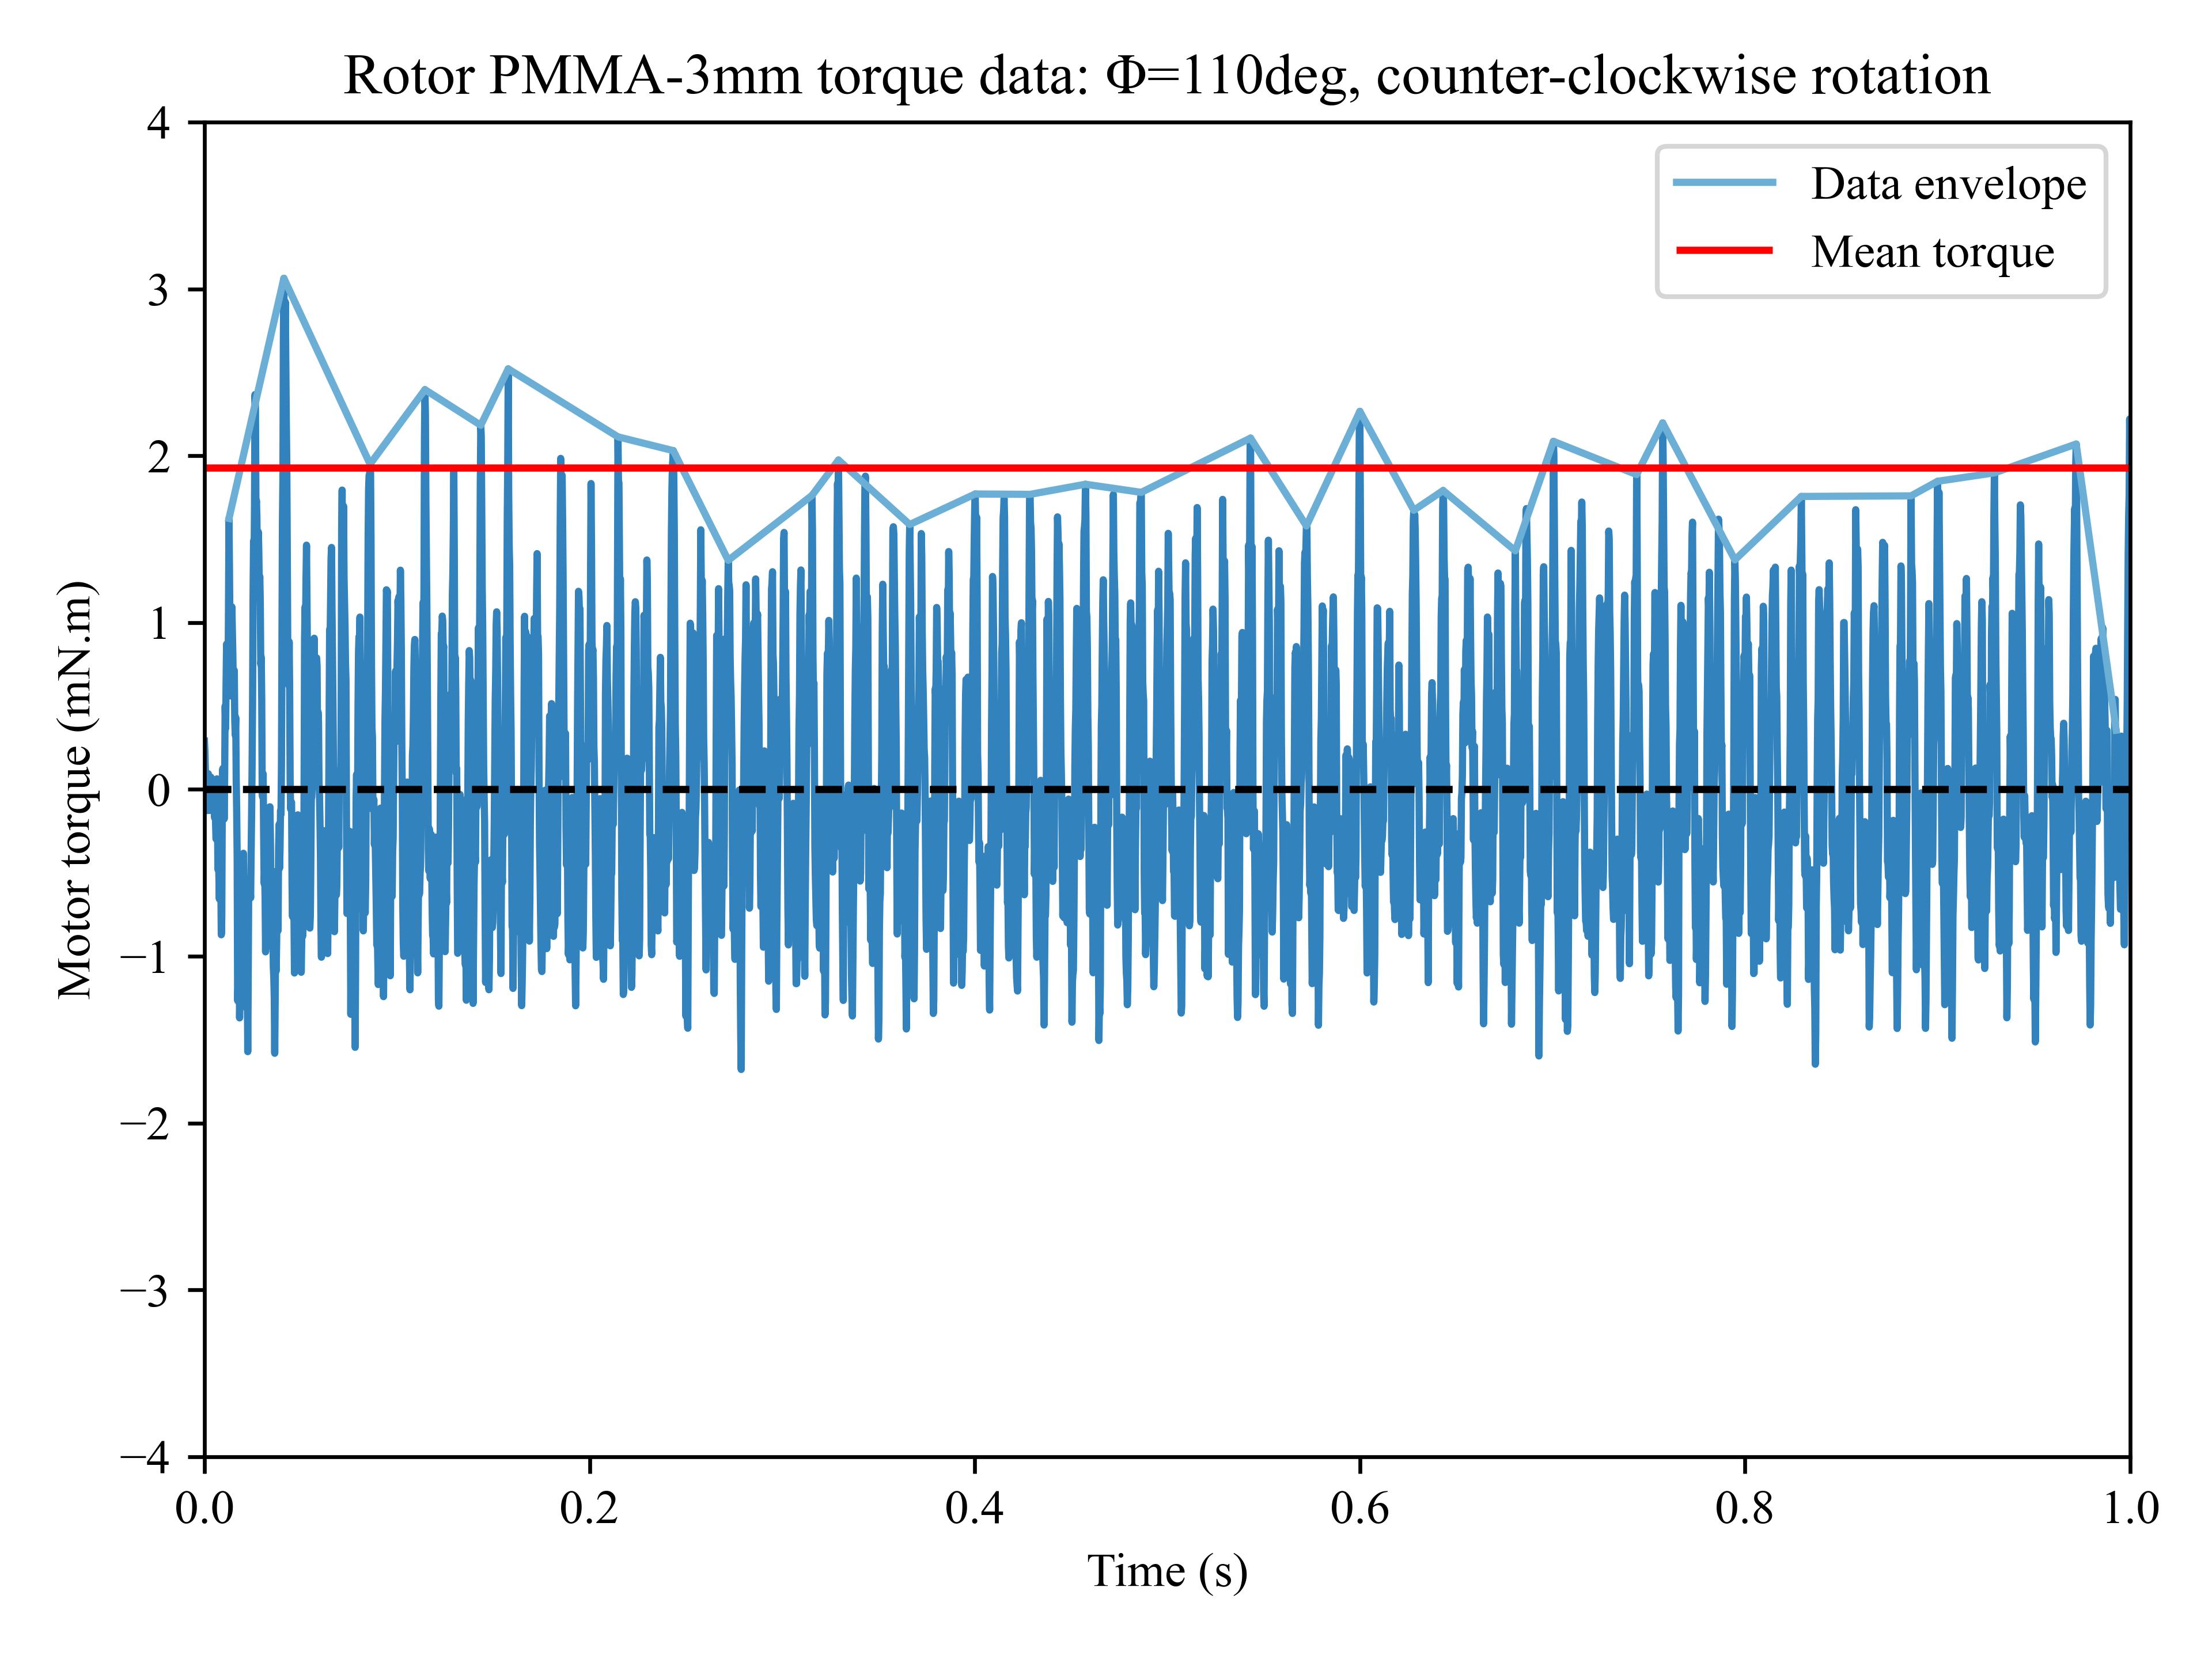 Rotor PMMA-3mm torque data: Φ=110deg, counter-clockwise rotation
Data envelope
Mean torque
Motor torque (mN.m)
4
3
2
1
0
−1
−2
−3
−4
0.0 0.2 0.4 0.6 0.8 1.0
Time (s)